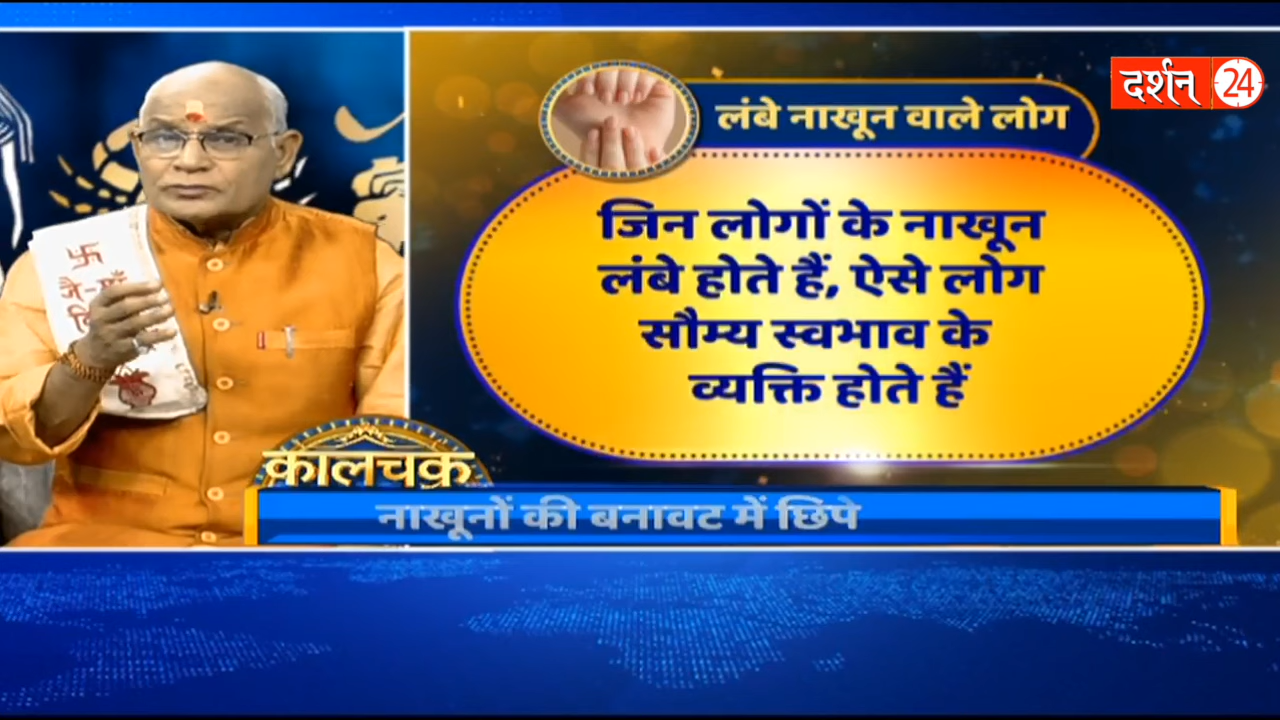 दर्शन 24
लंबे नाखून वाले लोग
जिन लोगों के नाखून
लंबे होते हैं, ऐसे लोग
सौम्य स्वभाव के
व्यक्ति होते हैं
जै-माँ
कालचक्र
नाखूनों की बनावट में छिपे